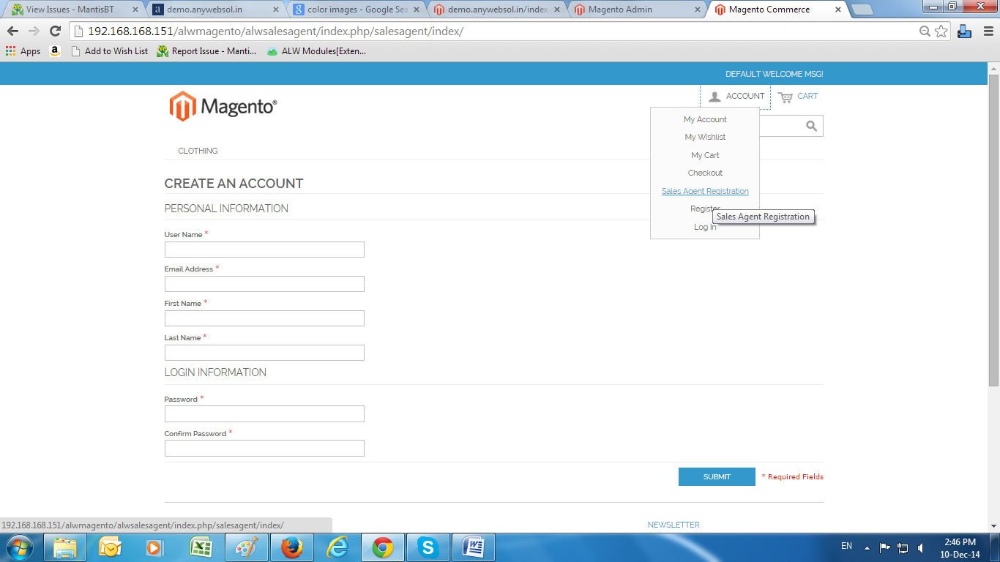 View Issues - MantisBT
demo.anywebsol.in
color images - Google Sea
demo.anywebsol.in/index
Magento Admin
Magento Commerce
192.168.168.151/alwmagento/alwsalesagent/index.php/salesagent/index/
Apps
a
Add to Wish List
Report Issue - Manti...
ALW Modules[Exten...
DEFAULT WELCOME MSG!
Magento®
ACCOUNT
CART
My Account
My Wishlist
My Cart
Checkout
Sales Agent Registration
Register
Sales Agent Registration
Log In
CLOTHING
CREATE AN ACCOUNT
PERSONAL INFORMATION
User Name *
Email Address *
First Name *
Last Name *
LOGIN INFORMATION
Password *
Confirm Password *
SUBMIT
* Required Fields
NEWSLETTER
192.168.168.151/alwmagento/alwsalesagent/index.php/salesagent/index/
EN
2:46 PM
10-Dec-14